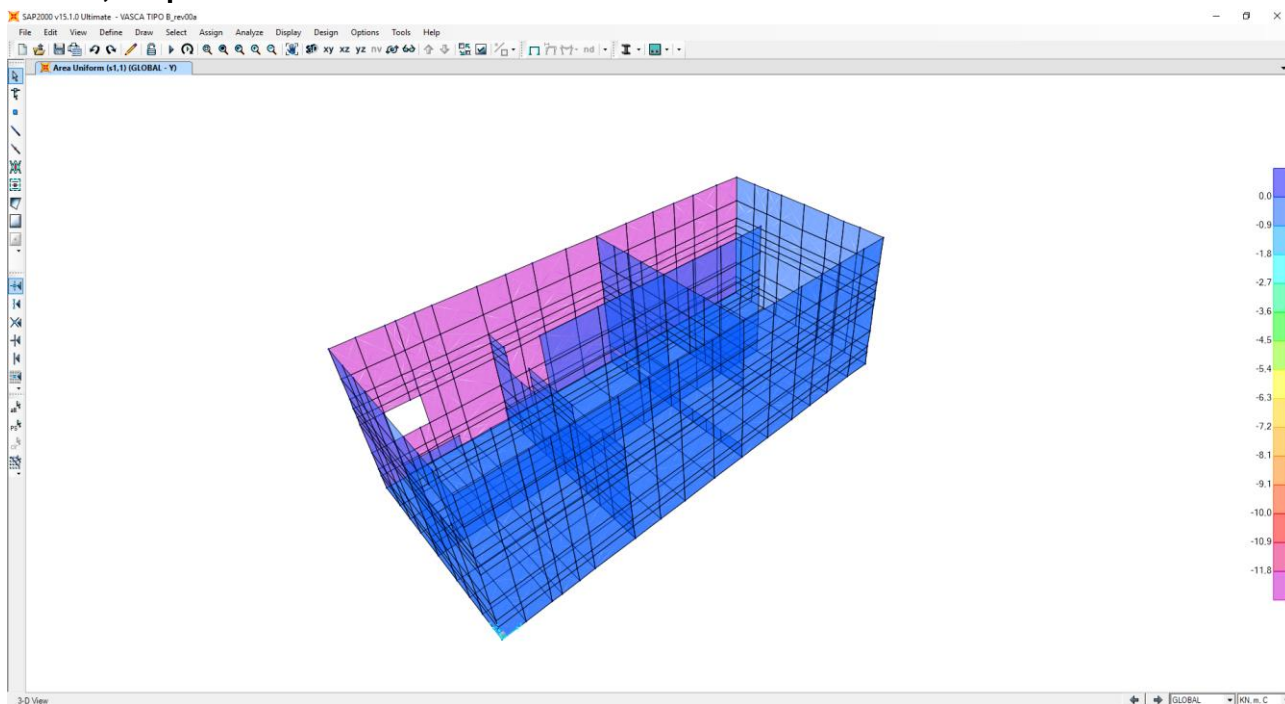 SAP2000 v15.1.0 Ultimate - VASCA TIPO B_rev00a
File Edit View Define Draw Select Assign Analyze Display Design Options Tools Help
xy xz yz nv nd
Area Uniform (s1,1) (GLOBAL - Y)
0.0
-0.9
-1.8
-2.7
-3.6
-4.5
-5.4
-6.3
-7.2
-8.1
-9.1
-10.0
-10.9
-11.8
3-D View
GLOBAL
KN, m, C